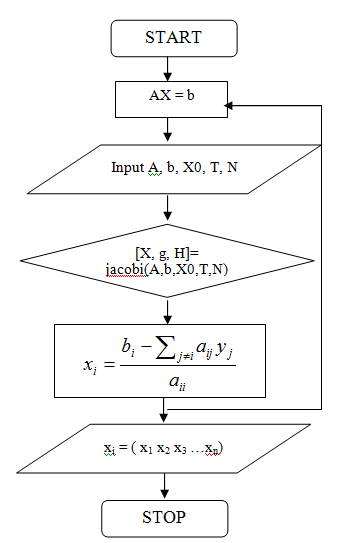 START
AX = b
Input A, b, X0, T, N
[X, g, H]=
jacobi(A,b,X0,T,N)
x_i = \frac{b_i - \sum_{j \neq i} a_{ij} y_j}{a_{ii}}
x_i = ( x_1 x_2 x_3 …x_n)
STOP